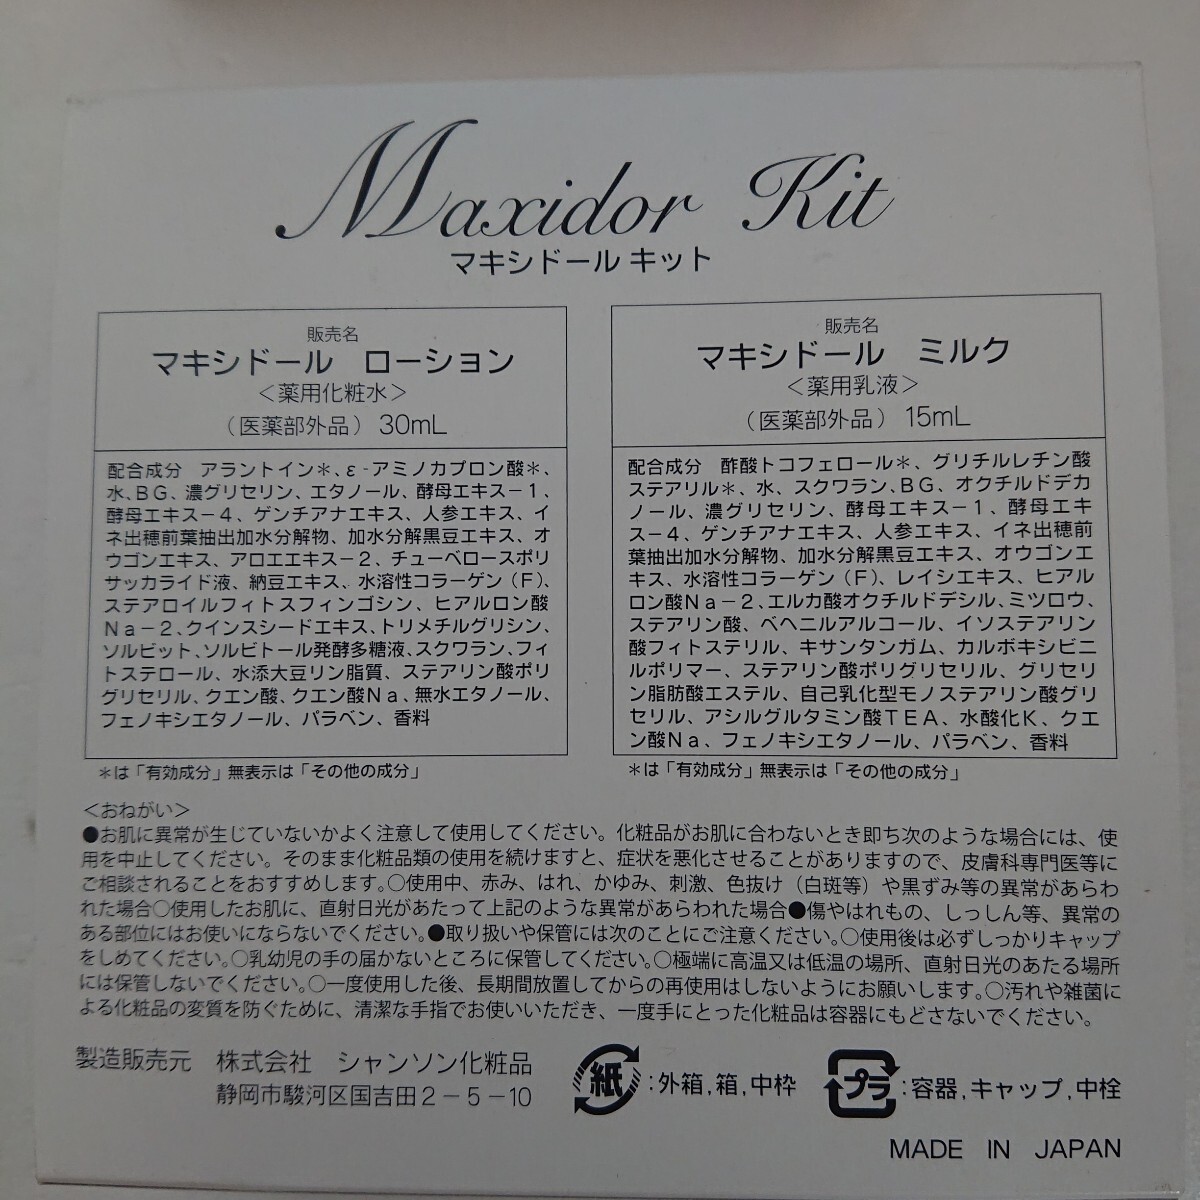 Maxidor Kit
マキシドール キット
販売名
マキシドール ローション
<薬用化粧水>
(医薬部外品) 30mL
配合成分 アラントイン＊、ε-アミノカプロン酸＊、
水、BG、濃グリセリン、エタノール、酵母エキス－1、
酵母エキス－4、ゲンチアナエキス、人参エキス、イ
ネ出穂前葉抽出加水分解物、加水分解黒豆エキス、オ
ウゴンエキス、アロエエキス－2、チューベロースポリ
サッカライド液、納豆エキス、水溶性コラーゲン(F)、
ステアロイルフィトスフィンゴシン、ヒアルロン酸
Na－2、クインスシードエキス、トリメチルグリシン、
ソルビット、ソルビトール発酵多糖液、スクワラン、フィ
トステロール、水添大豆リン脂質、ステアリン酸ポリ
グリセリル、クエン酸、クエン酸Na、無水エタノール、
フェノキシエタノール、パラベン、香料
＊は「有効成分」無表示は「その他の成分」
販売名
マキシドール ミルク
<薬用乳液>
(医薬部外品) 15mL
配合成分 酢酸トコフェロール＊、グリチルレチン酸
ステアリル＊、水、スクワラン、BG、オクチルドデカ
ノール、濃グリセリン、酵母エキス－1、酵母エキ
ス－4、ゲンチアナエキス、人参エキス、イネ出穂前
葉抽出加水分解物、加水分解黒豆エキス、オウゴンエ
キス、水溶性コラーゲン(F)、レイシエキス、ヒアル
ロン酸Na－2、エルカ酸オクチルドデシル、ミツロウ、
ステアリン酸、ベヘニルアルコール、イソステアリン
酸フィトステリル、キサンタンガム、カルボキシビニ
ルポリマー、ステアリン酸ポリグリセリル、グリセリ
ン脂肪酸エステル、自己乳化型モノステアリン酸グリ
セリル、アシルグルタミン酸TEA、水酸化K、クエ
ン酸Na、フェノキシエタノール、パラベン、香料
＊は「有効成分」無表示は「その他の成分」
<おねがい>
●お肌に異常が生じていないかよく注意して使用してください。化粧品がお肌に合わないとき即ち次のような場合には、使
用を中止してください。そのまま化粧品類の使用を続けますと、症状を悪化させることがありますので、皮膚科専門医等に
ご相談されることをおすすめします。○使用中、赤み、はれ、かゆみ、刺激、色抜け(白斑等)や黒ずみ等の異常があらわ
れた場合○使用したお肌に、直射日光があたって上記のような異常があらわれた場合●傷やはれもの、しっしん等、異常の
ある部位にはお使いにならないでください。●取り扱いや保管には次のことにご注意ください。○使用後は必ずしっかりキャップ
をしめてください。○乳幼児の手の届かないところに保管してください。○極端に高温又は低温の場所、直射日光のあたる場所
には保管しないでください。○一度使用した後、長期間放置してからの再使用はしないようにお願いします。○汚れや雑菌に
よる化粧品の変質を防ぐために、清潔な手指でお使いいただき、一度手にとった化粧品は容器にもどさないでください。
製造販売元 株式会社 シャンソン化粧品
静岡市駿河区国吉田2－5－10
紙:外箱,箱,中枠
プラ:容器,キャップ,中栓
MADE IN JAPAN